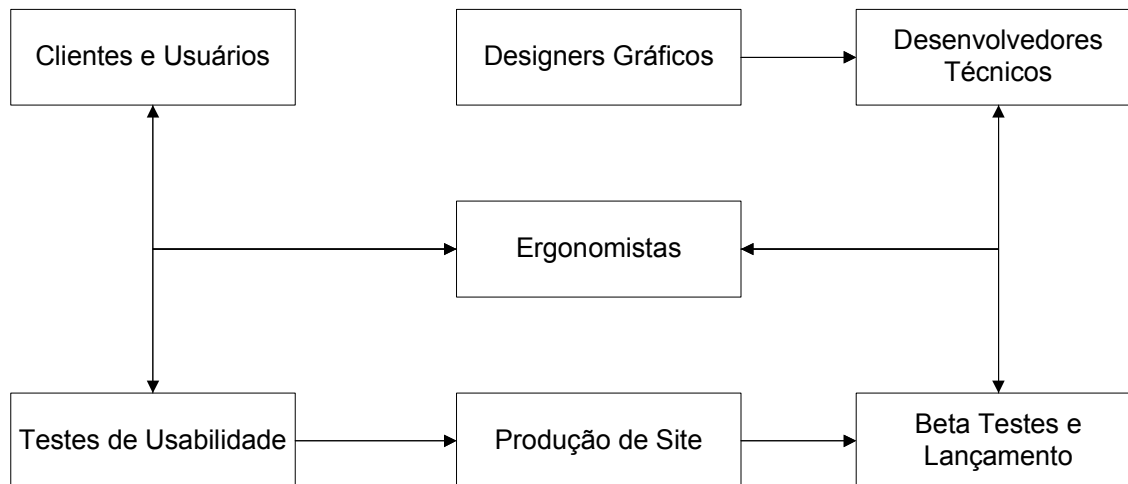 Clientes e Usuários
Designers Gráficos
Desenvolvedores
Técnicos
Ergonomistas
Testes de Usabilidade
Produção de Site
Beta Testes e
Lançamento